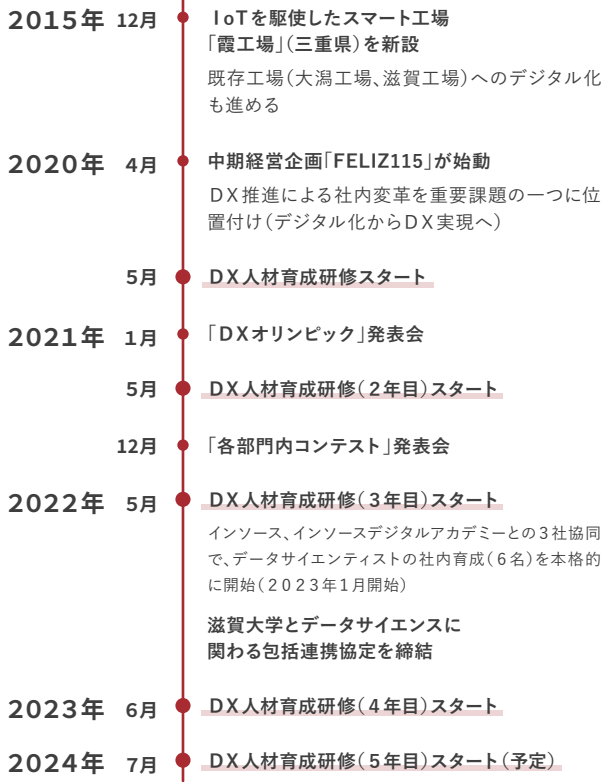 2015年 12月 IoTを駆使したスマート工場
「霞工場」(三重県)を新設
既存工場(大潟工場、滋賀工場)へのデジタル化
も進める
2020年 4月 中期経営企画「FELIZ115」が始動
DX推進による社内変革を重要課題の一つに位
置付け(デジタル化からDX実現へ)
5月 DX人材育成研修スタート
2021年 1月 「DXオリンピック」発表会
5月 DX人材育成研修(2年目)スタート
12月 「各部門内コンテスト」発表会
2022年 5月 DX人材育成研修(3年目)スタート
インソース、インソースデジタルアカデミーとの3社協同
で、データサイエンティストの社内育成(6名)を本格的
に開始(2023年1月開始)
滋賀大学とデータサイエンスに
関わる包括連携協定を締結
2023年 6月 DX人材育成研修(4年目)スタート
2024年 7月 DX人材育成研修(5年目)スタート(予定)